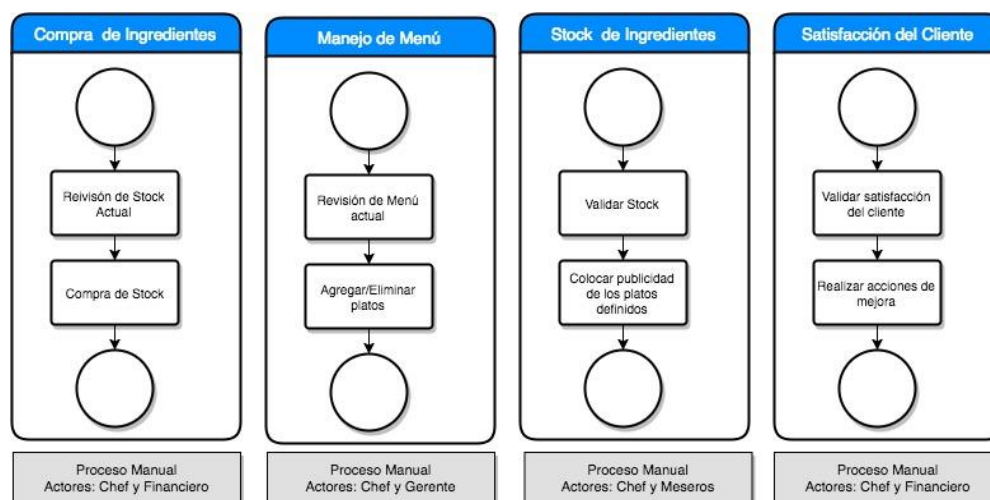 Compra de Ingredientes
Reivisón de Stock
Actual
Compra de Stock
Proceso Manual
Actores: Chef y Financiero
Manejo de Menú
Revisión de Menú
actual
Agregar/Eliminar
platos
Proceso Manual
Actores: Chef y Gerente
Stock de Ingredientes
Validar Stock
Colocar publicidad
de los platos
definidos
Proceso Manual
Actores: Chef y Meseros
Satisfacción del Cliente
Validar satisfacción
del cliente
Realizar acciones de
mejora
Proceso Manual
Actores: Chef y Financiero